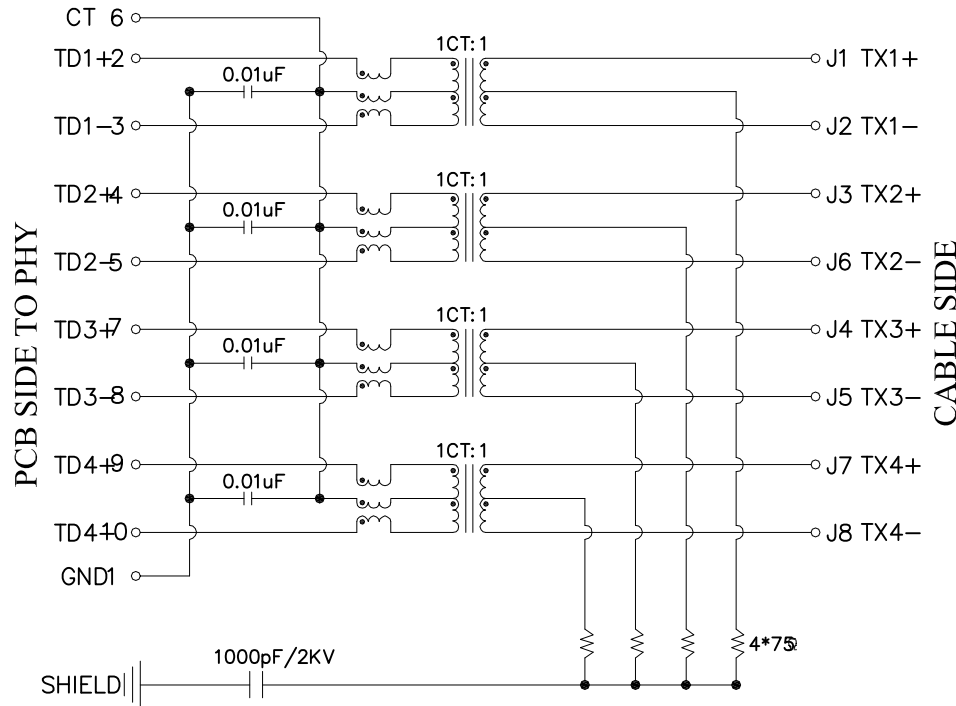 CT 6
1CT:1
TD1+2
J1 TX1+
0.01uF
TD1-3
J2 TX1-
1CT:1
TD2+4
J3 TX2+
0.01uF
TD2-5
J6 TX2-
PCB SIDE TO PHY
CABLE SIDE
1CT:1
TD3+7
J4 TX3+
0.01uF
TD3-8
J5 TX3-
1CT:1
TD4+9
J7 TX4+
0.01uF
TD4-10
J8 TX4-
GND1
4*75Ω
1000pF/2KV
SHIELD